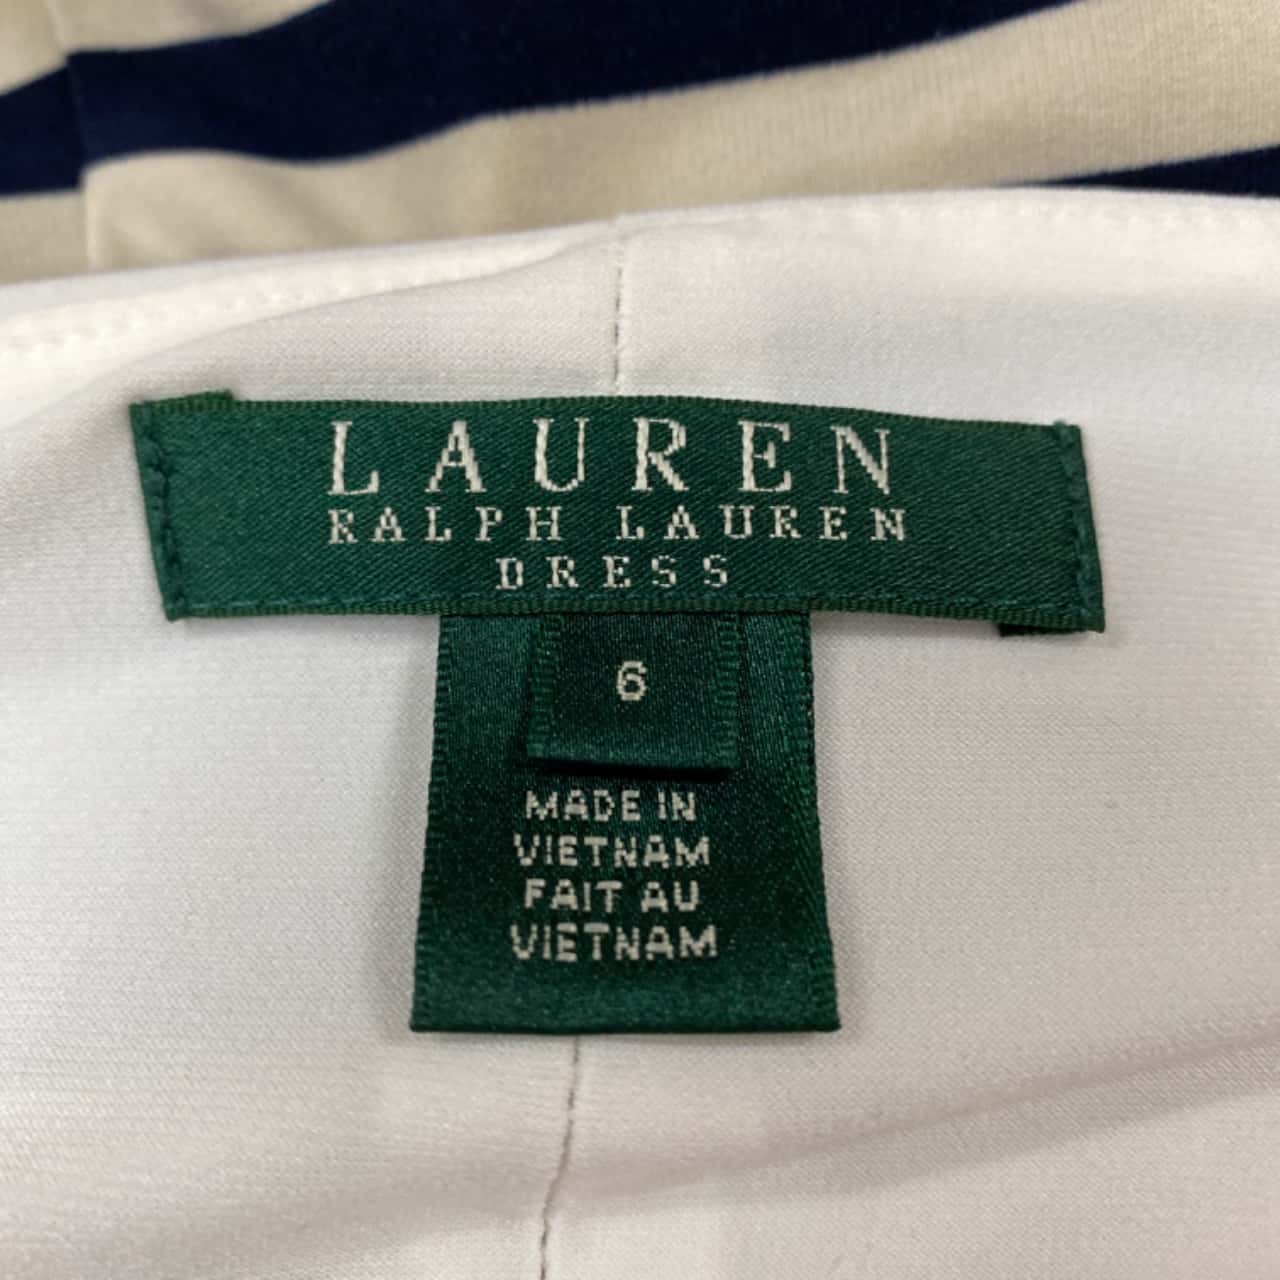 LAUREN
RALPH LAUREN
DRESS
6
MADE IN
VIETNAM
FAIT AU
VIETNAM